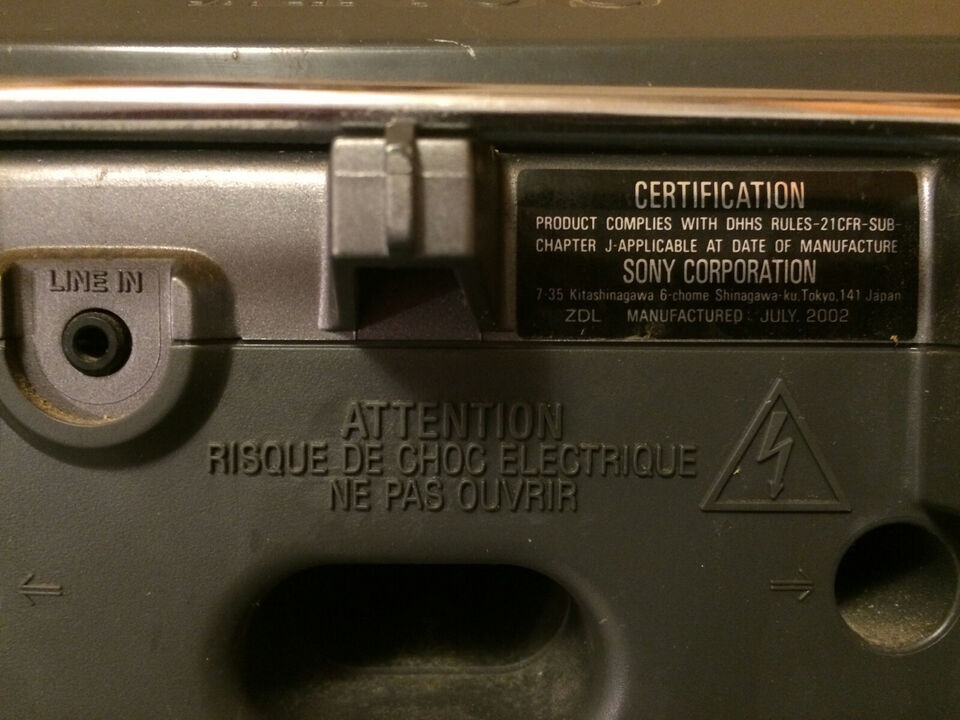 CERTIFICATION
PRODUCT COMPLIES WITH DHHS RULES-21CFR-SUB-
CHAPTER J-APPLICABLE AT DATE OF MANUFACTURE
SONY CORPORATION
7-35 Kitashinagawa 6-chome Shinagawa-ku,Tokyo,141 Japan
ZDL MANUFACTURED: JULY, 2002
LINE IN
ATTENTION
RISQUE DE CHOC ELECTRIQUE
NE PAS OUVRIR